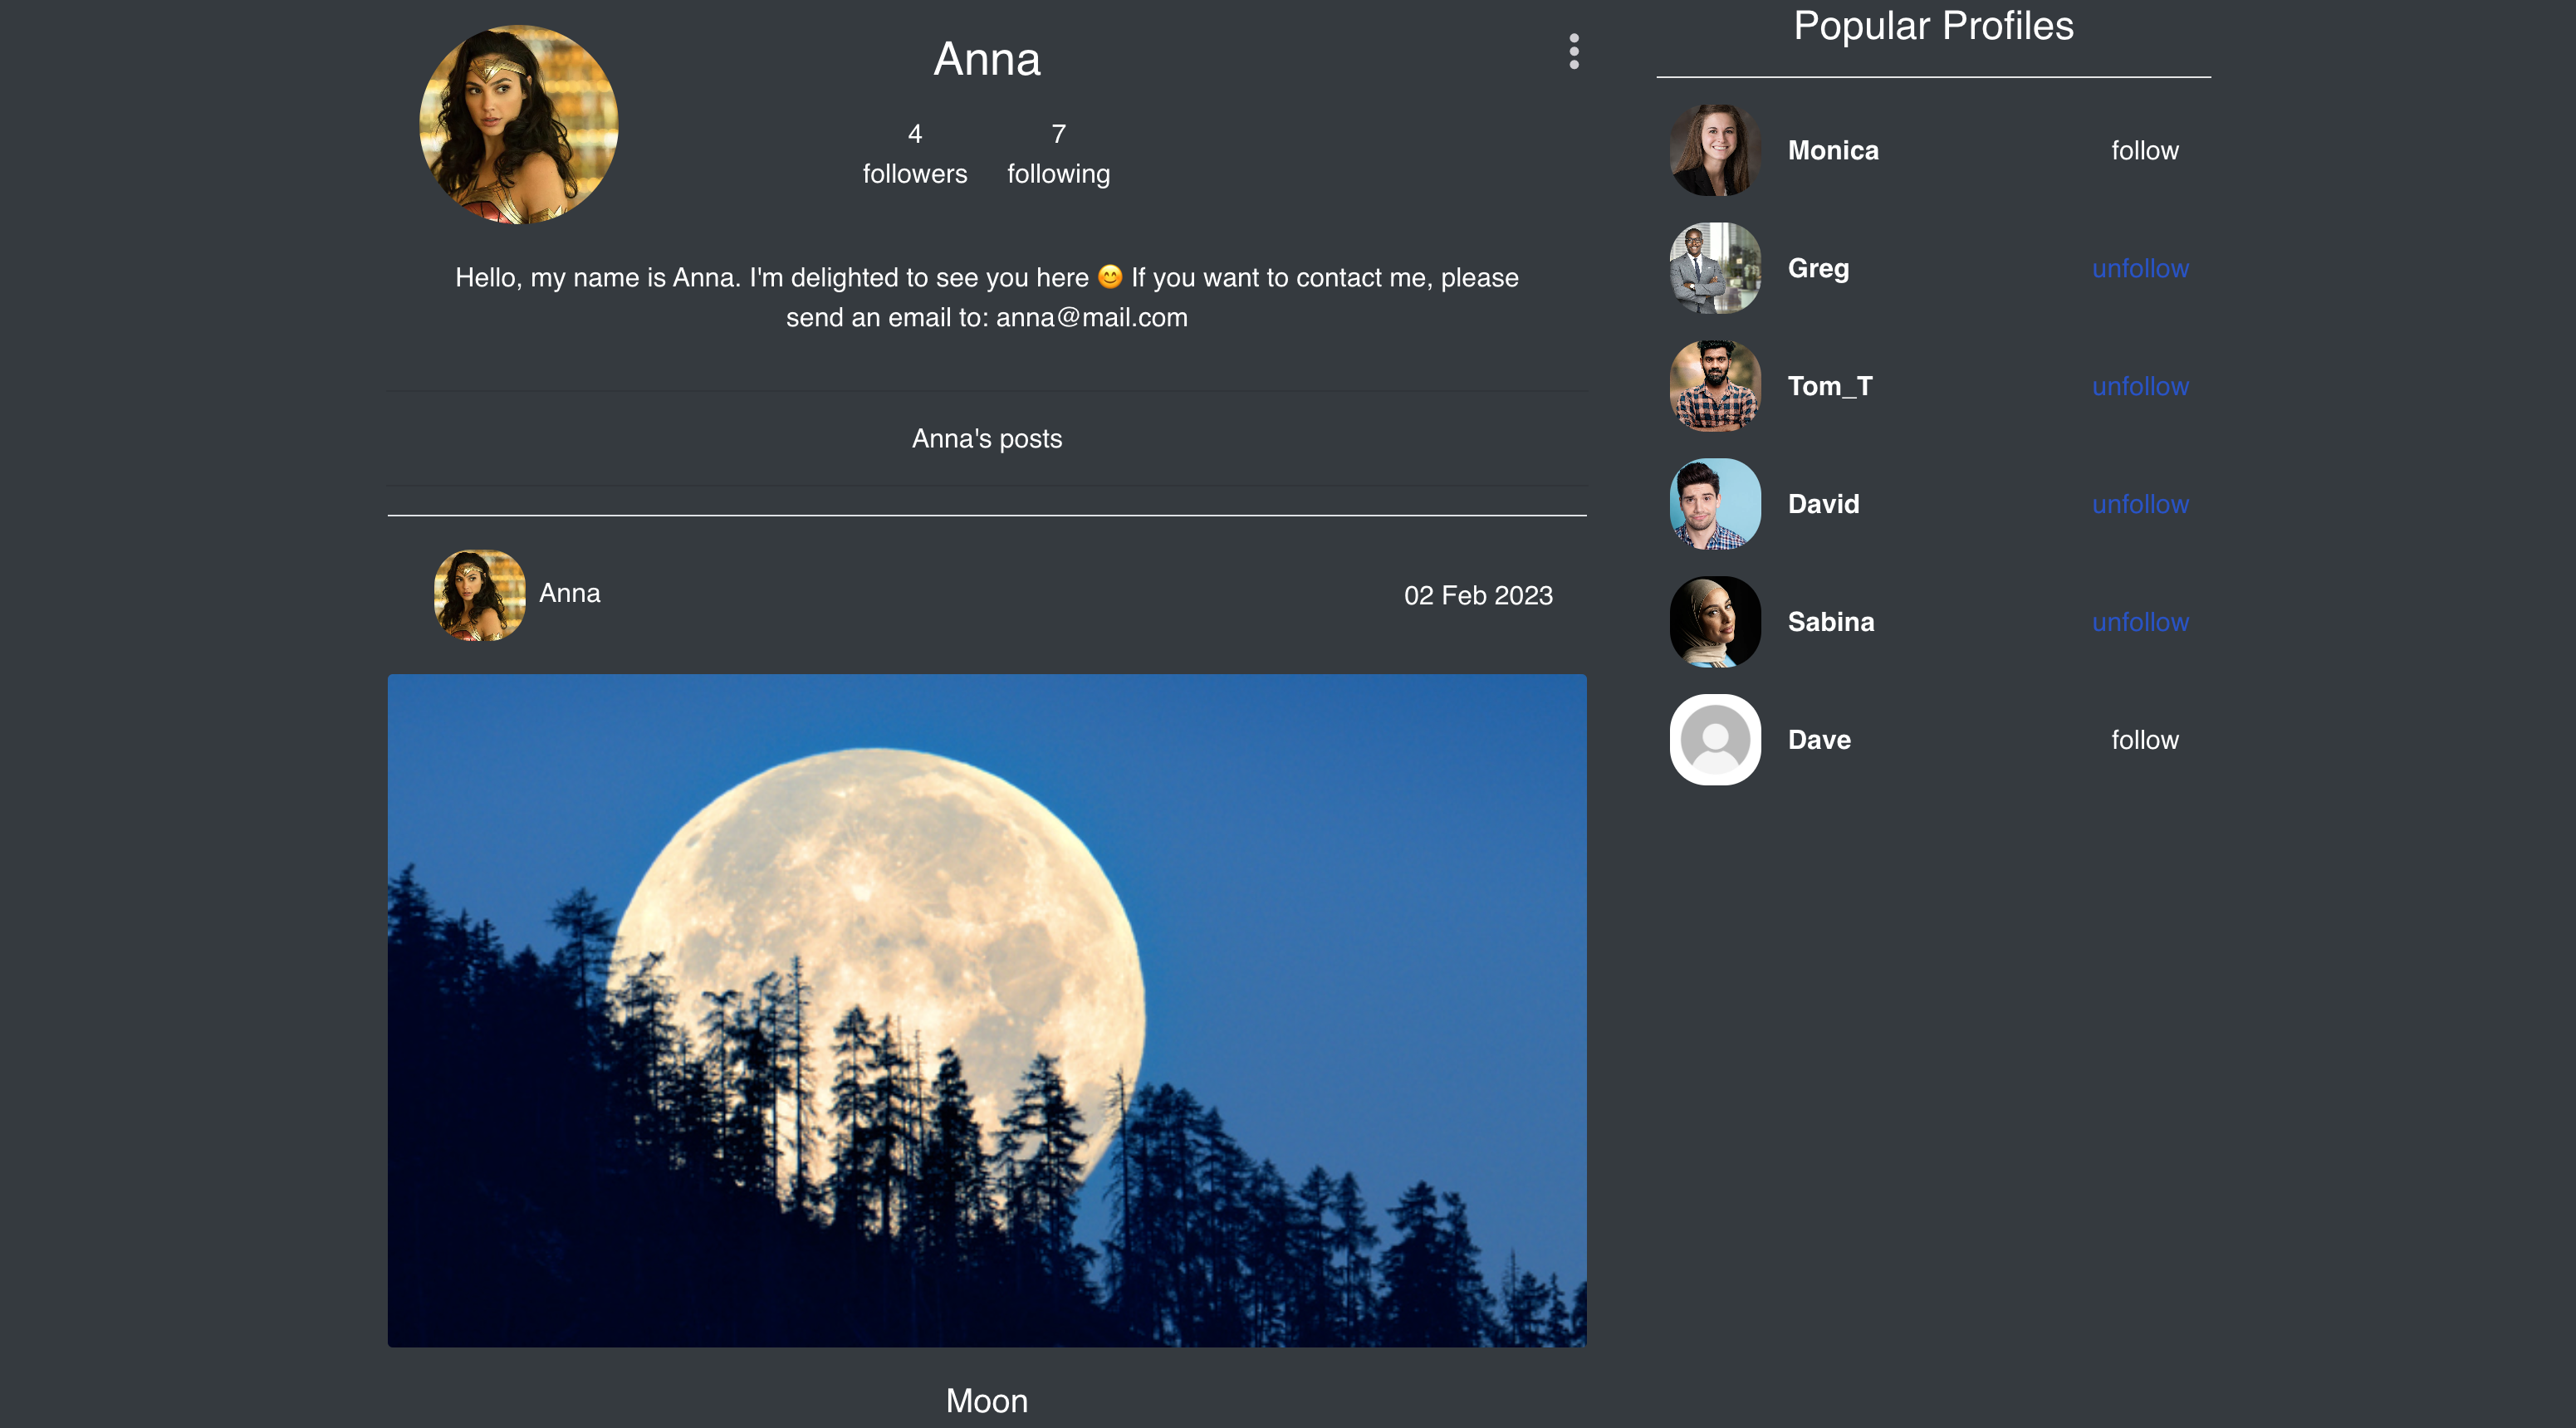 Anna
4 7
followers following
Hello, my name is Anna. I'm delighted to see you here 😊 If you want to contact me, please
send an email to: anna@mail.com
Anna's posts
Anna 02 Feb 2023
Moon
Popular Profiles
Monica follow
Greg unfollow
Tom_T unfollow
David unfollow
Sabina unfollow
Dave follow